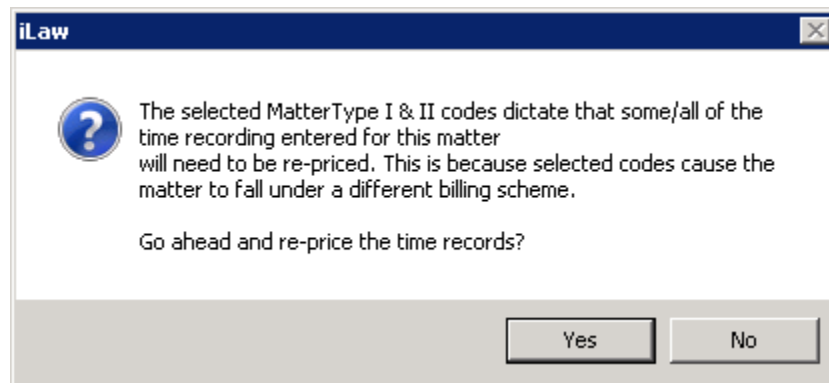 iLaw
The selected MatterType I & II codes dictate that some/all of the
time recording entered for this matter
will need to be re-priced. This is because selected codes cause the
matter to fall under a different billing scheme.
Go ahead and re-price the time records?
Yes
No